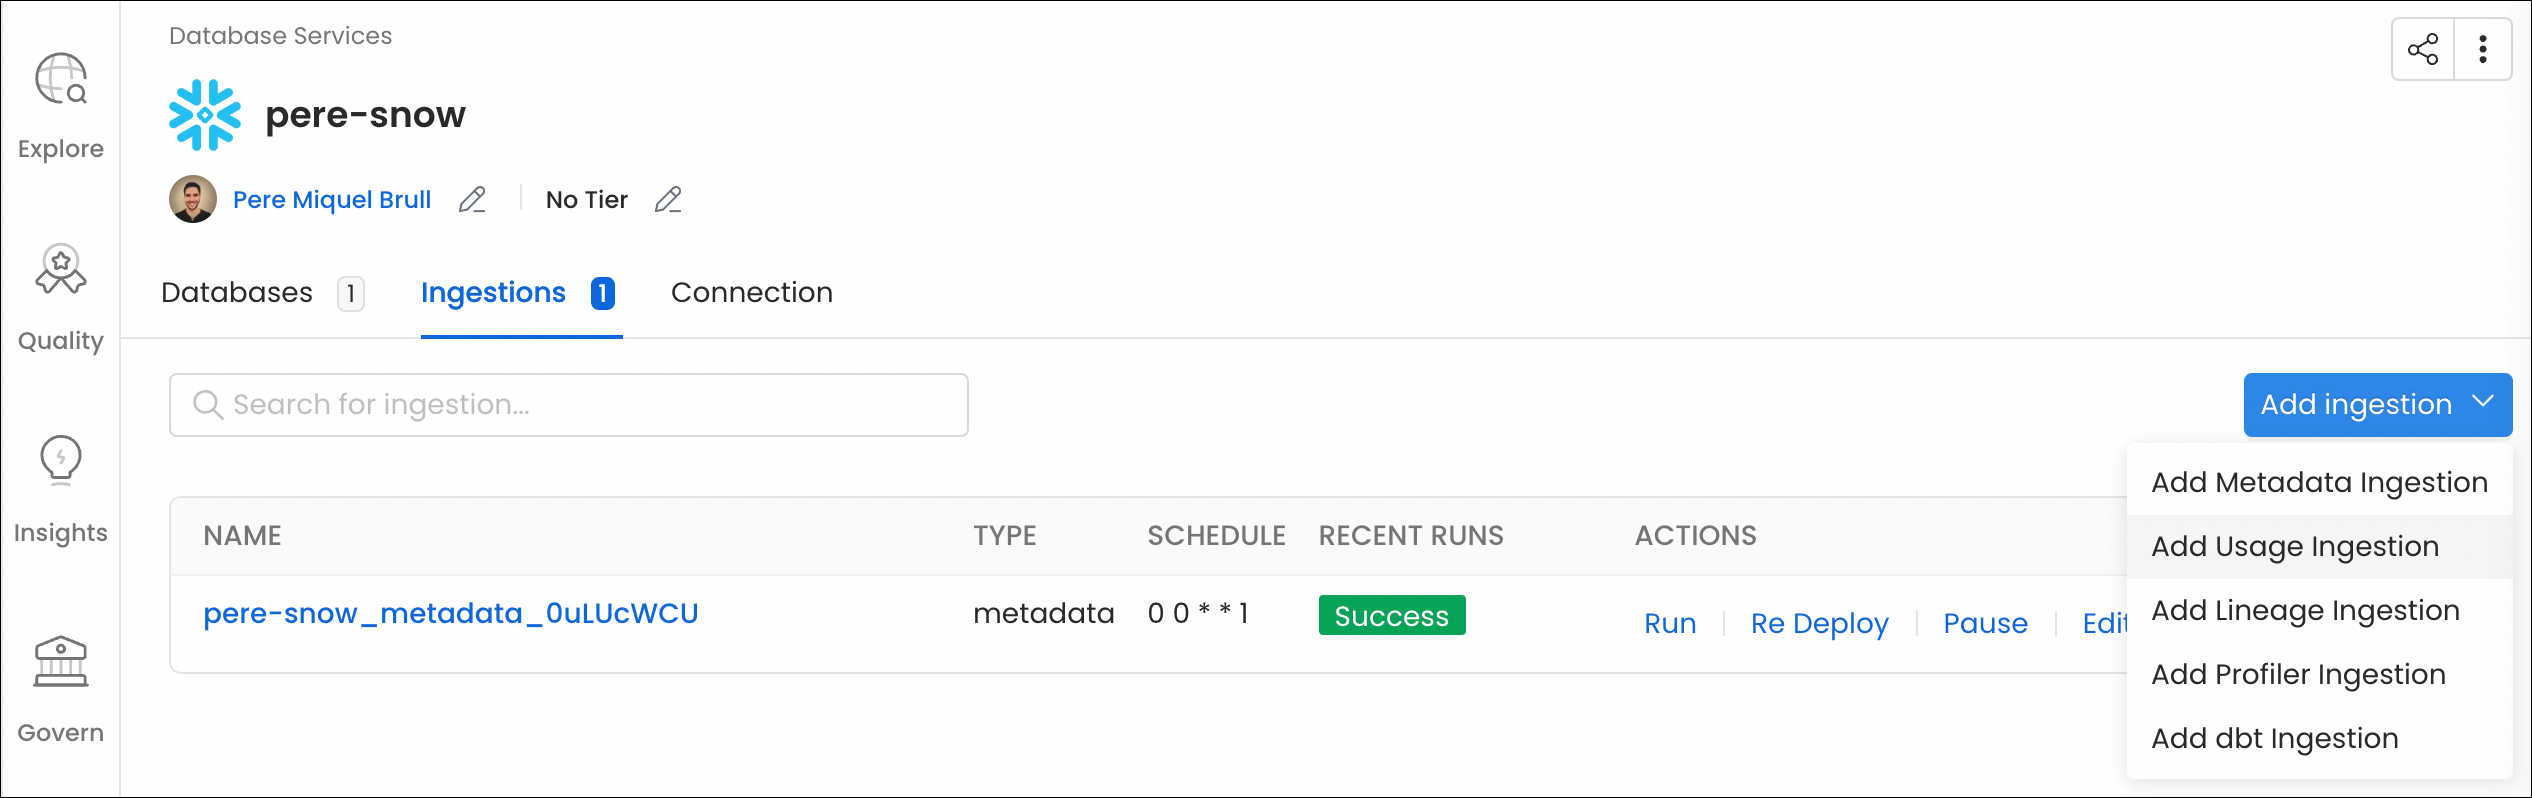 Database Services
pere-snow
Pere Miquel Brull
No Tier
Explore
Quality
Insights
Govern
Databases 1
Ingestions 1
Connection
Search for ingestion...
Add ingestion
Add Metadata Ingestion
Add Usage Ingestion
Add Lineage Ingestion
Add Profiler Ingestion
Add dbt Ingestion
NAME TYPE SCHEDULE RECENT RUNS ACTIONS
pere-snow_metadata_0uLUcWCU metadata 0 0 * * 1 Success Run Re Deploy Pause Edit